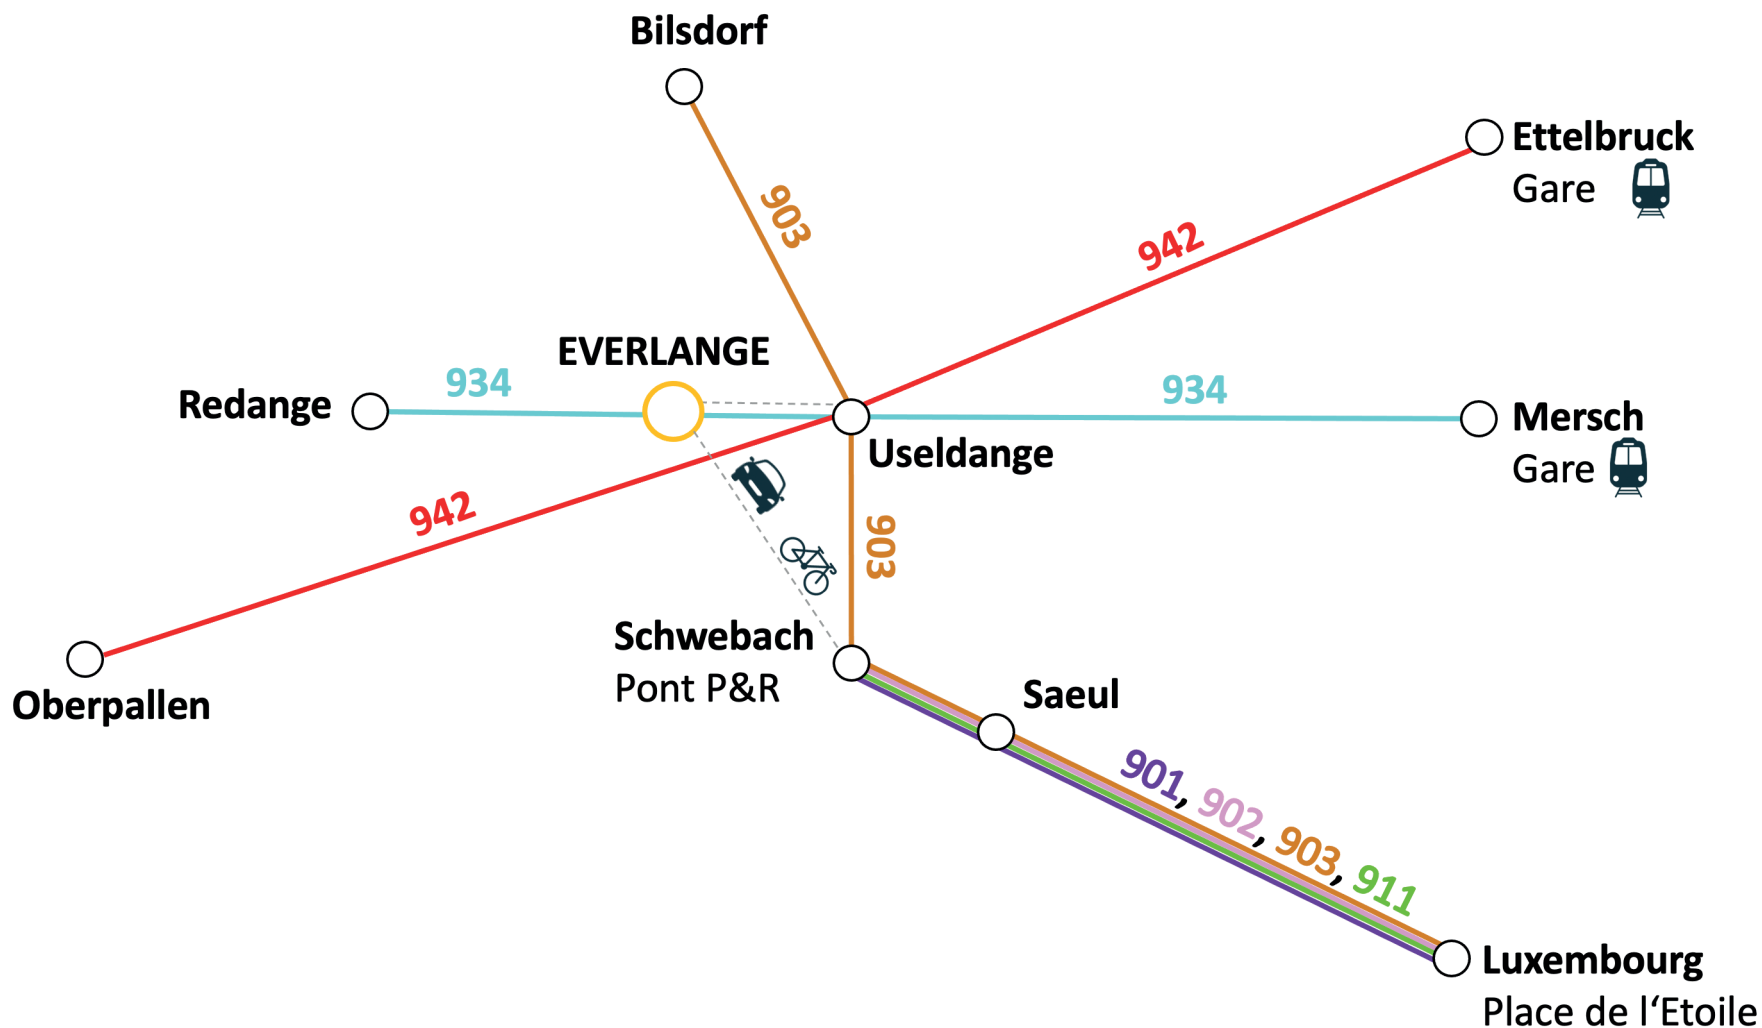 Bilsdorf
Ettelbruck
Gare
903
942
EVERLANGE
934
934
Redange
Mersch
Gare
Useldange
942
903
Schwebach
Pont P&R
Saeul
Oberpallen
901, 902, 903, 911
Luxembourg
Place de l‘Etoile